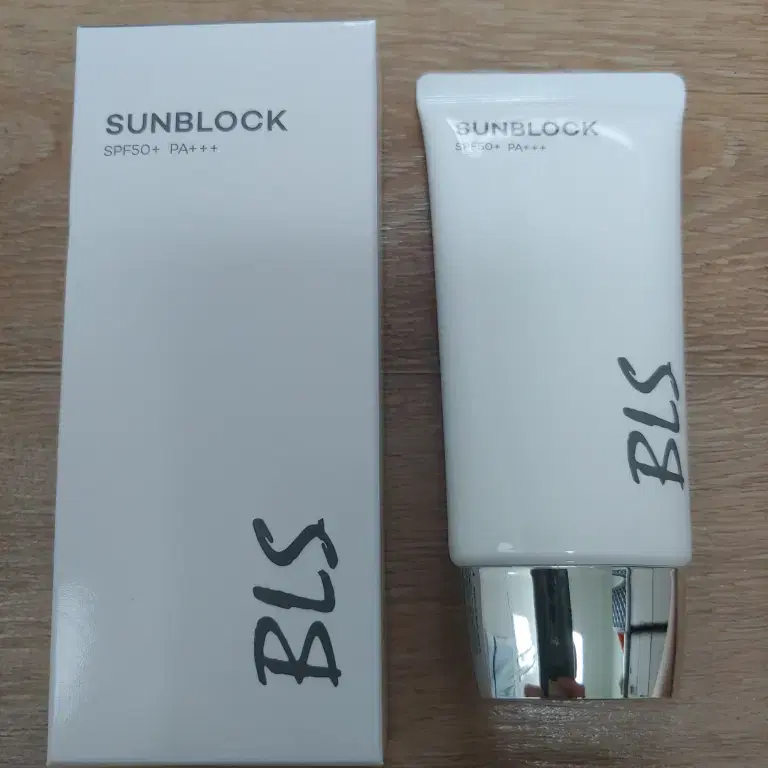 SUNBLOCK
SPF50+ PA+++
BLS
SUNBLOCK
SPF50+ PA+++
BLS